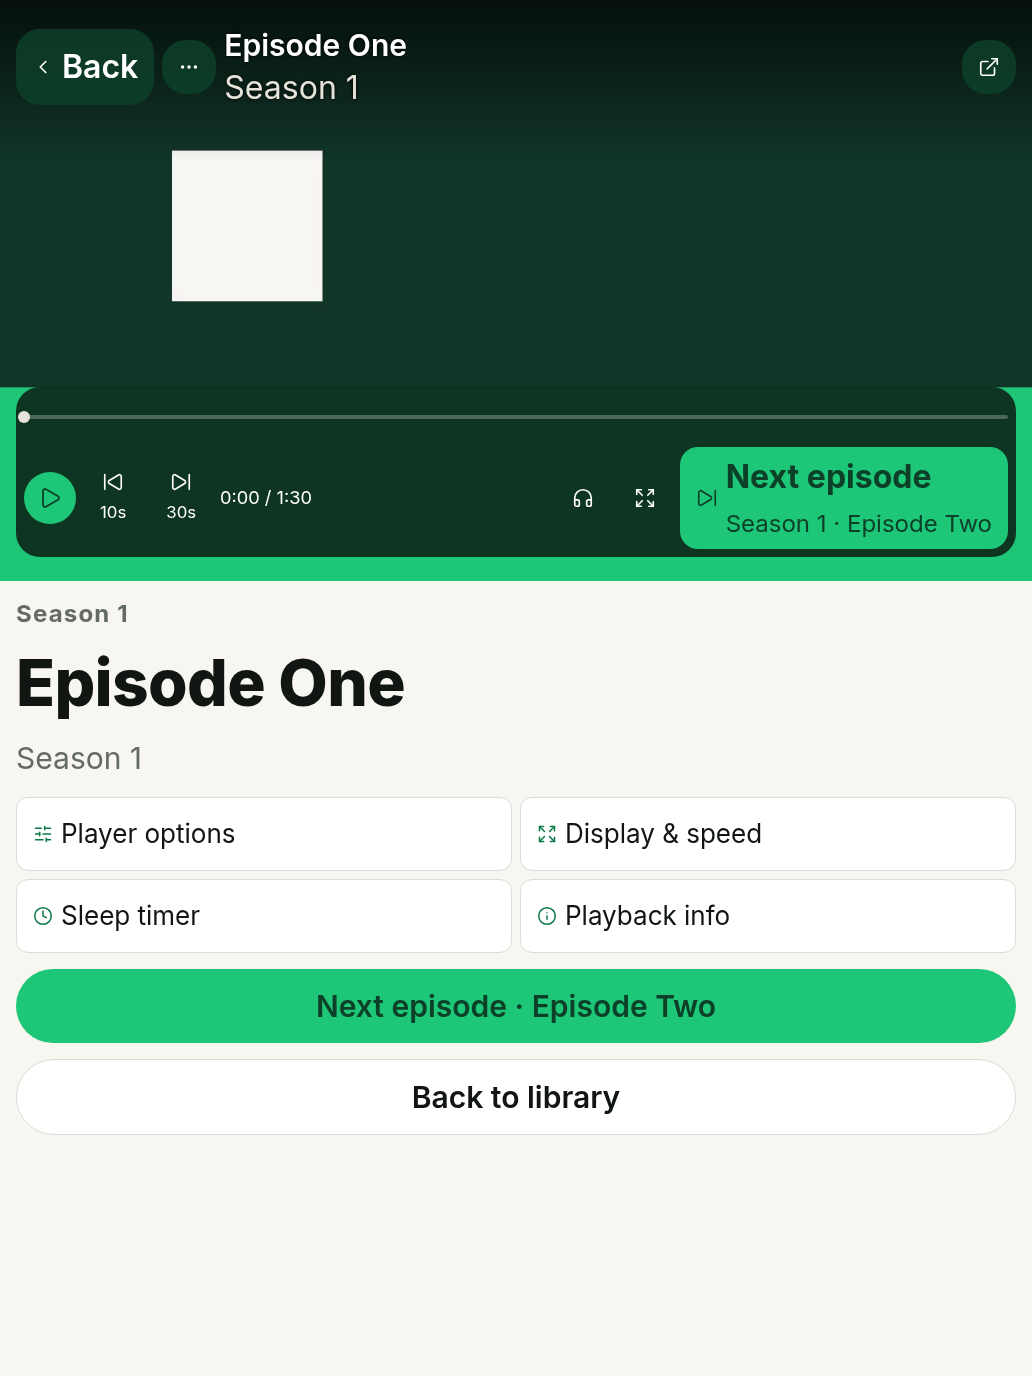 Back
Episode One
Season 1
10s
30s
0:00 / 1:30
Next episode
Season 1 · Episode Two
Season 1
Episode One
Season 1
Player options
Display & speed
Sleep timer
Playback info
Next episode · Episode Two
Back to library